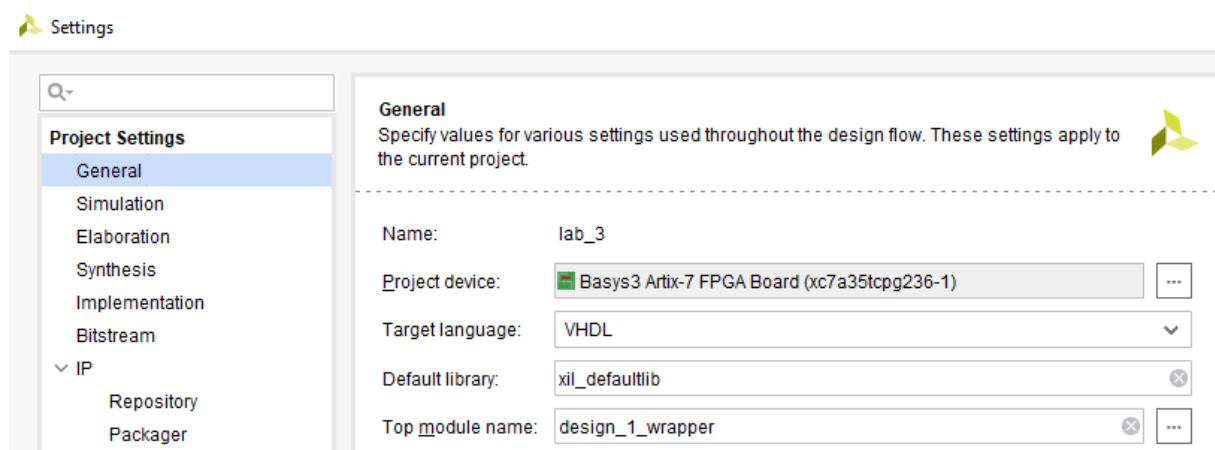 Settings
Project Settings
General
Simulation
Elaboration
Synthesis
Implementation
Bitstream
IP
Repository
Packager
General
Specify values for various settings used throughout the design flow. These settings apply to
the current project.
Name: lab_3
Project device: Basys3 Artix-7 FPGA Board (xc7a35tcpg236-1) ...
Target language: VHDL
Default library: xil_defaultlib
Top module name: design_1_wrapper ...